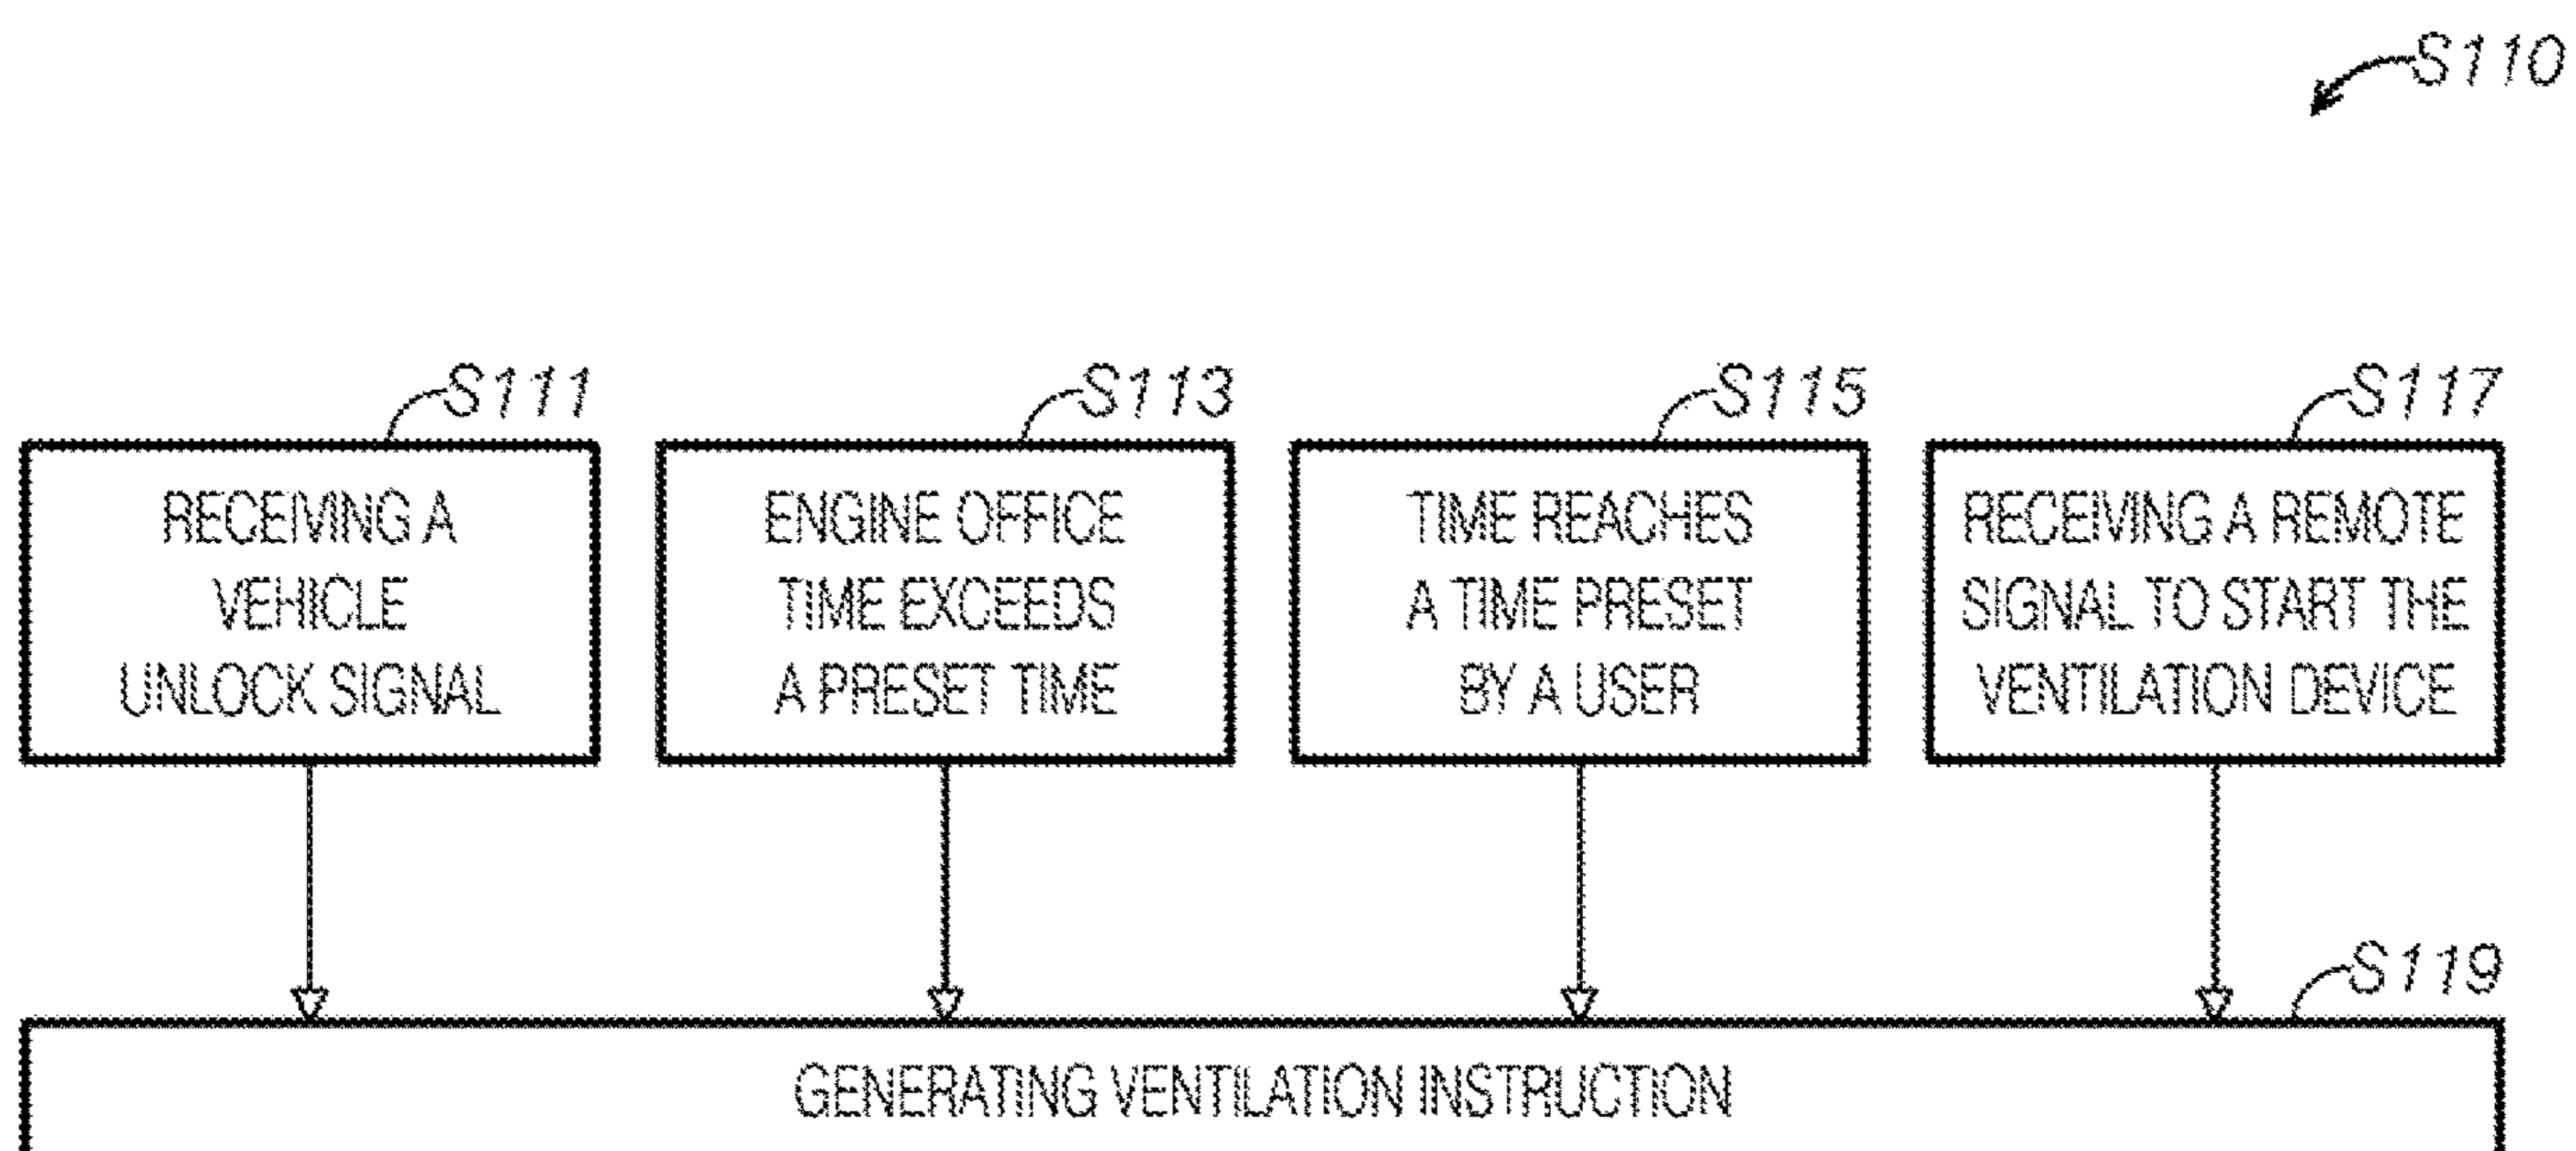 S110
S111
RECEIVING A
VEHICLE
UNLOCK SIGNAL
S113
ENGINE OFFICE
TIME EXCEEDS
A PRESET TIME
S115
TIME REACHES
A TIME PRESET
BY A USER
S117
RECEIVING A REMOTE
SIGNAL TO START THE
VENTILATION DEVICE
S119
GENERATING VENTILATION INSTRUCTION